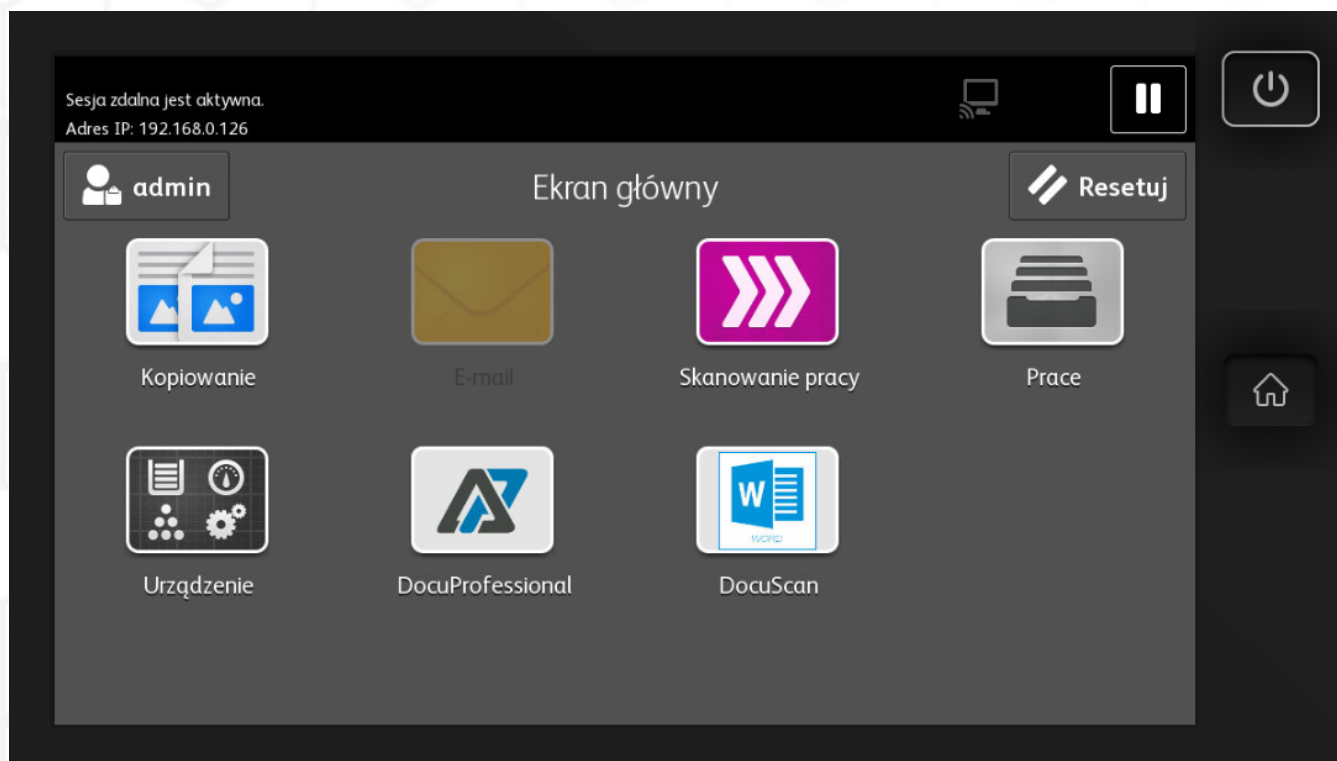 Sesja zdalna jest aktywna.
Adres IP: 192.168.0.126
admin
Ekran główny
Resetuj
Kopiowanie
E-mail
Skanowanie pracy
Prace
W
WORD
Urządzenie
DocuProfessional
DocuScan